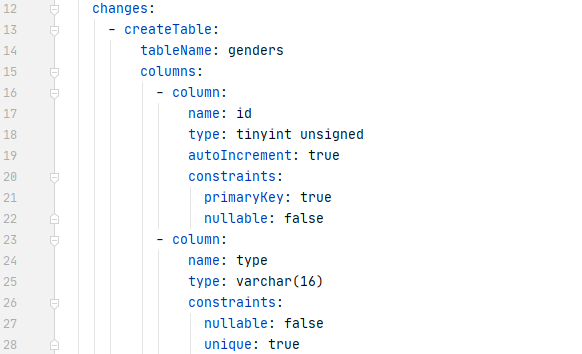 12 changes:
13 - createTable:
14 tableName: genders
15 columns:
16 - column:
17 name: id
18 type: tinyint unsigned
19 autoIncrement: true
20 constraints:
21 primaryKey: true
22 nullable: false
23 - column:
24 name: type
25 type: varchar(16)
26 constraints:
27 nullable: false
28 unique: true